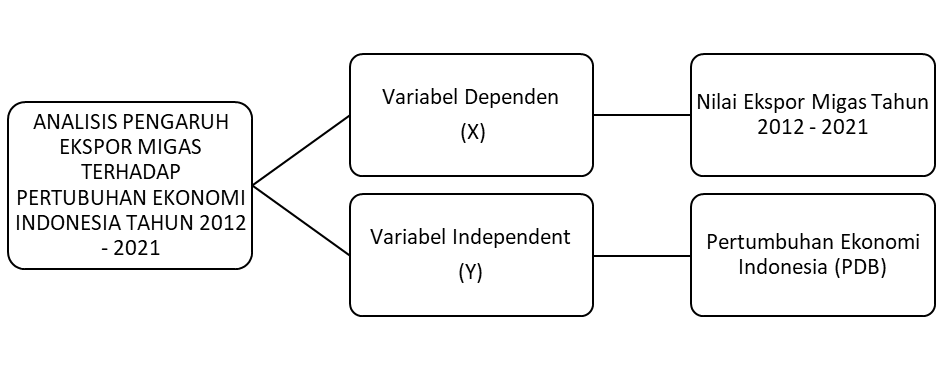 ANALISIS PENGARUH
EKSPOR MIGAS
TERHADAP
PERTUBUHAN EKONOMI
INDONESIA TAHUN 2012
- 2021
Variabel Dependen
(X)
Nilai Ekspor Migas Tahun
2012 - 2021
Variabel Independent
(Y)
Pertumbuhan Ekonomi
Indonesia (PDB)